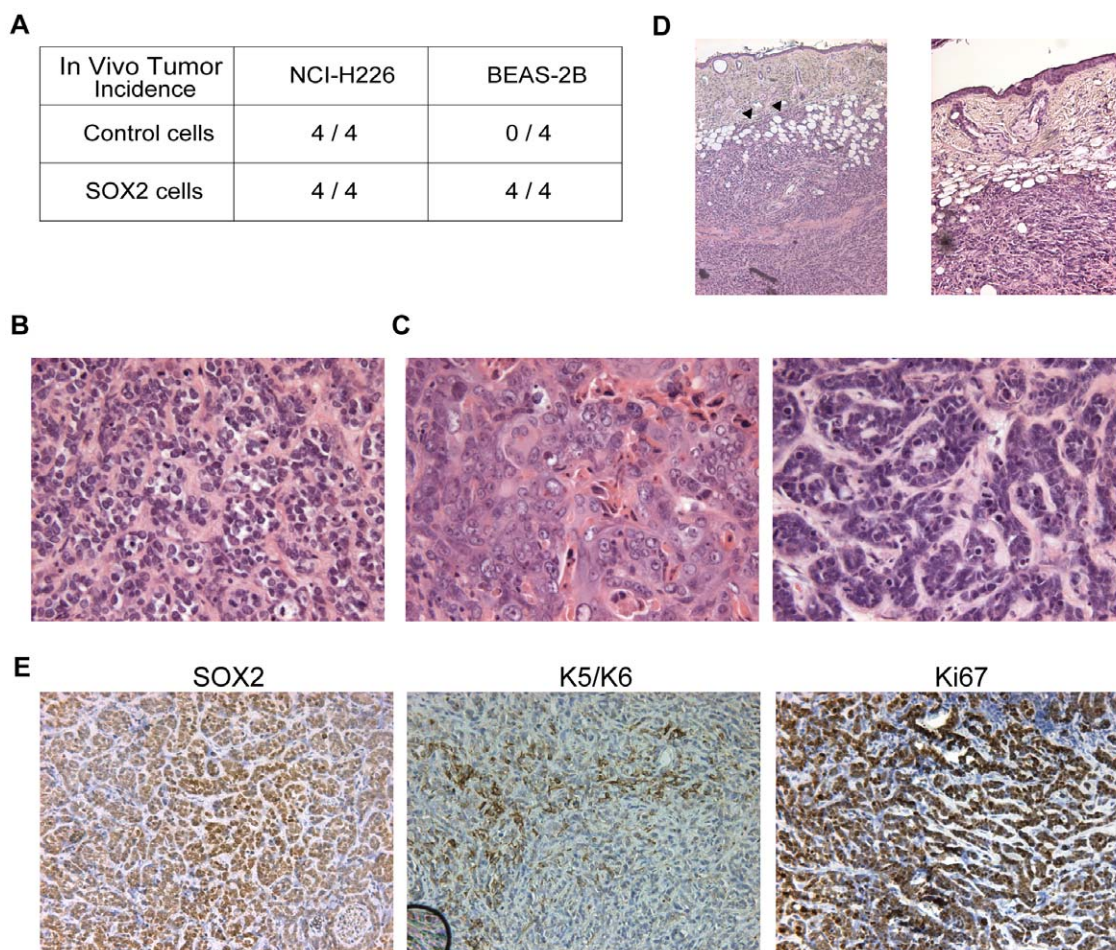 A
In Vivo Tumor Incidence NCI-H226 BEAS-2B
Control cells 4 / 4 0 / 4
SOX2 cells 4 / 4 4 / 4
D
B
C
E
SOX2 K5/K6 Ki67